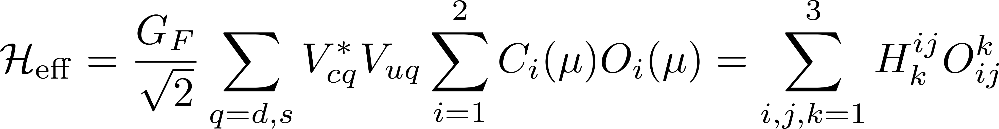 \mathcal{H}_{\rm eff} = \frac{G_F}{\sqrt{2}} \sum_{q=d,s} V_{cq}^* V_{uq} \sum_{i=1}^{2} C_i(\mu) O_i(\mu) = \sum_{i,j,k=1}^{3} H_k^{ij} O_{ij}^k